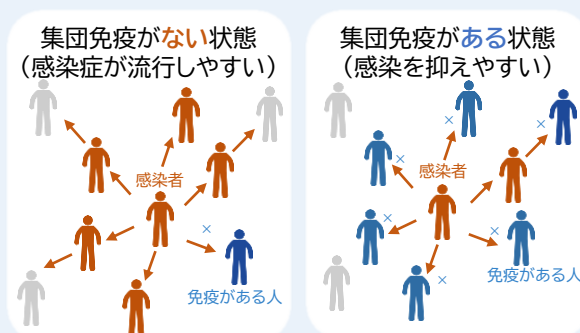 集団免疫がない状態
（感染症が流行しやすい）
感染者
×
免疫がある人
集団免疫がある状態
（感染を抑えやすい）
×
×
×
感染者
×
×
×
免疫がある人